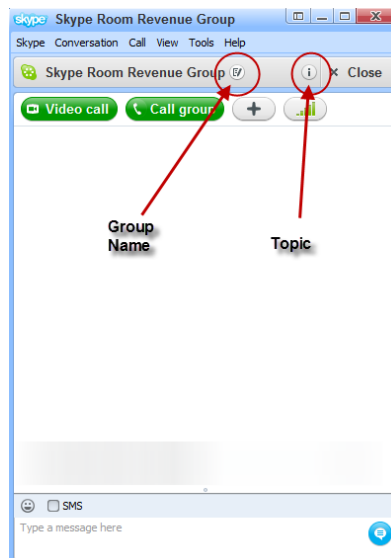 skype Skype Room Revenue Group
Skype Conversation Call View Tools Help
Skype Room Revenue Group i × Close
Video call Call group +
Group
Name
Topic
SMS
Type a message here